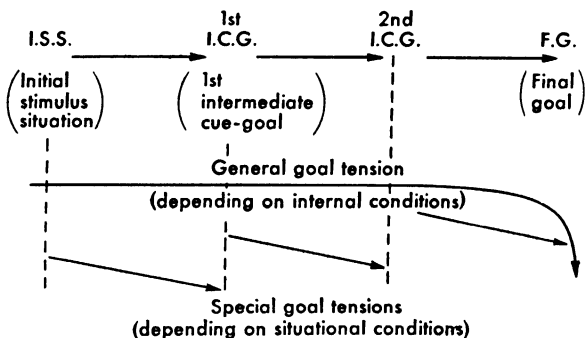 1st 2nd
I.S.S. I.C.G. I.C.G. F.G.
(Initial stimulus situation)
(1st intermediate cue-goal)
(Final goal)
General goal tension
(depending on internal conditions)
Special goal tensions
(depending on situational conditions)